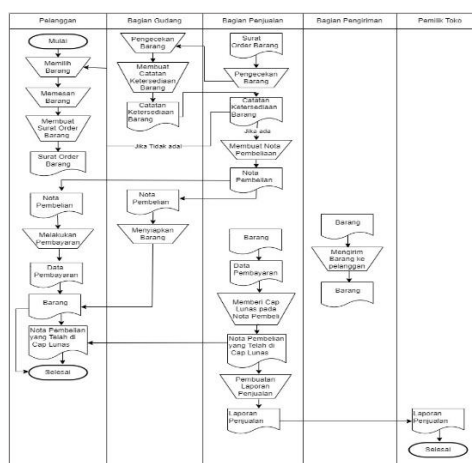 Pelanggan
Bagian Gudang
Bagian Penjualan
Bagian Pengiriman
Pemilik Toko
Mulai
Memilih
Barang
Memesan
Barang
Membuat
Surat Order
Barang
Surat Order
Barang
Nota
Pembelian
Melakukan
Pembayaran
Data
Pembayaran
Barang
Nota Pembelian
yang Telah di
Cap Lunas
Selesai
Pengecekan
Barang
Membuat
Catatan
Ketersediaan
Barang
Catatan
Ketersediaan
Barang
Jika Tidak adal
Nota
Pembelian
Menyiapkan
Barang
Surat
Order Barang
Pengecekan
Barang
Catatan
Ketersediaan
Barang
Jika ada
Membuat Nota
Pembeliaan
Nota
Pembelian
Barang
Data
Pembayaran
Memberi Cap
Lunas pada
Nota Pembeli
Nota Pembelian
yang Telah di
Cap Lunas
Pembuatan
Laporan
Penjualan
Laporan
Penjualan
Barang
Mengirim
Barang ke
pelanggan
Barang
Laporan
Penjualan
Selesai